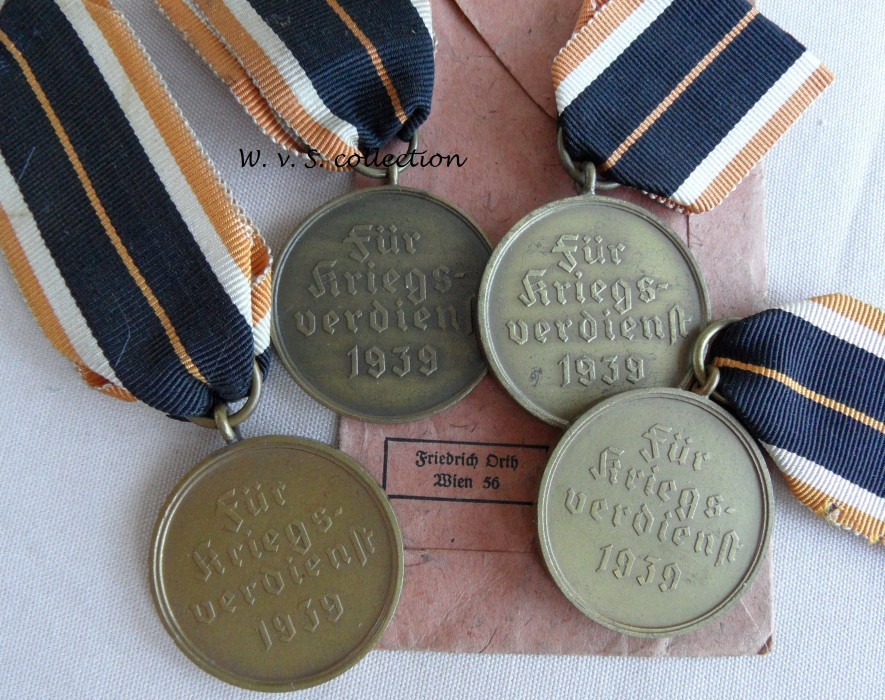 W. v. S. collection
Für
Kriegs-
verdienst
1939
Für
Kriegs-
verdienst
1939
Friedrich Orth
Wien 56
Für
Kriegs-
verdienst
1939
Für
Kriegs-
verdienst
1939